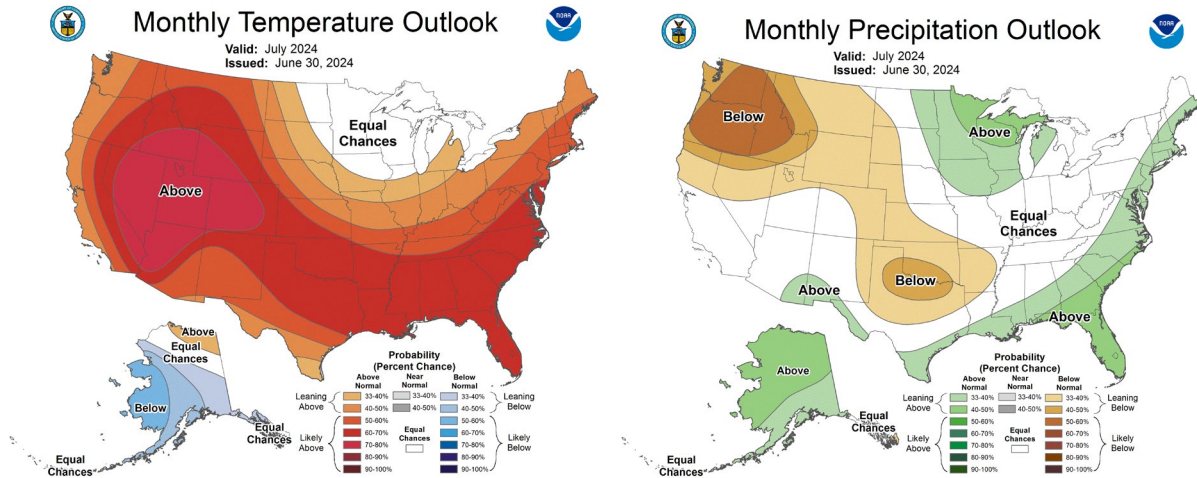 Monthly Temperature Outlook
Valid: July 2024
Issued: June 30, 2024
NOAA
Equal
Chances
Above
Above
Equal
Chances
Below
Equal
Chances
Equal
Chances
Probability
(Percent Chance)
Above
Normal
Near
Normal
Below
Normal
Leaning
Above
Likely
Above
33-40%
40-50%
50-60%
60-70%
70-80%
80-90%
90-100%
33-40%
40-50%
Equal
Chances
33-40%
40-50%
50-60%
60-70%
70-80%
80-90%
90-100%
Leaning
Below
Likely
Below
Monthly Precipitation Outlook
Valid: July 2024
Issued: June 30, 2024
NOAA
Below
Above
Equal
Chances
Below
Above
Above
Above
Equal
Chances
Equal
Chances
Probability
(Percent Chance)
Above
Normal
Near
Normal
Below
Normal
Leaning
Above
Likely
Above
33-40%
40-50%
50-60%
60-70%
70-80%
80-90%
90-100%
33-40%
40-50%
Equal
Chances
33-40%
40-50%
50-60%
60-70%
70-80%
80-90%
90-100%
Leaning
Below
Likely
Below